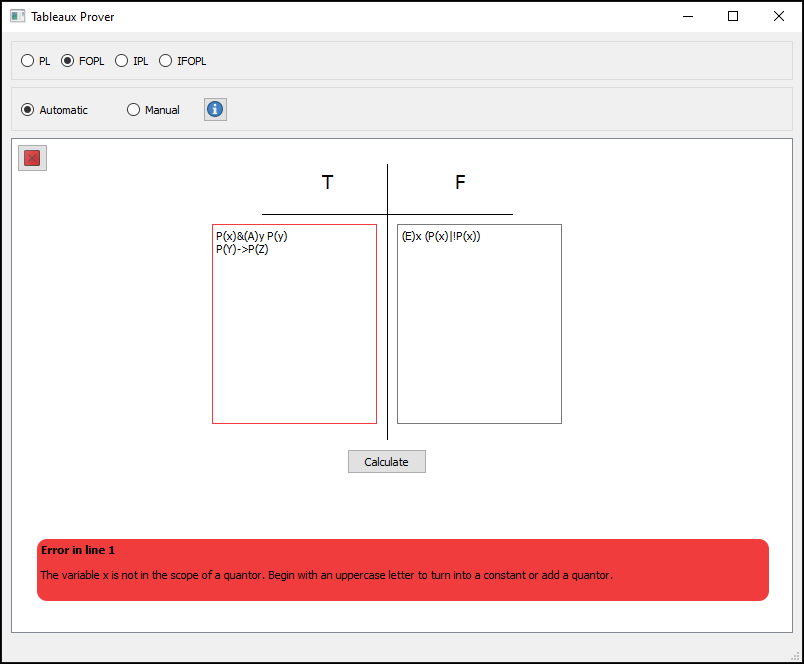 Tableaux Prover
PL FOPL IPL IFOPL
Automatic Manual
T F
P(x)&(A)y P(y)
P(Y)->P(Z)
(E)x (P(x)|!P(x))
Calculate
Error in line 1
The variable x is not in the scope of a quantor. Begin with an uppercase letter to turn into a constant or add a quantor.